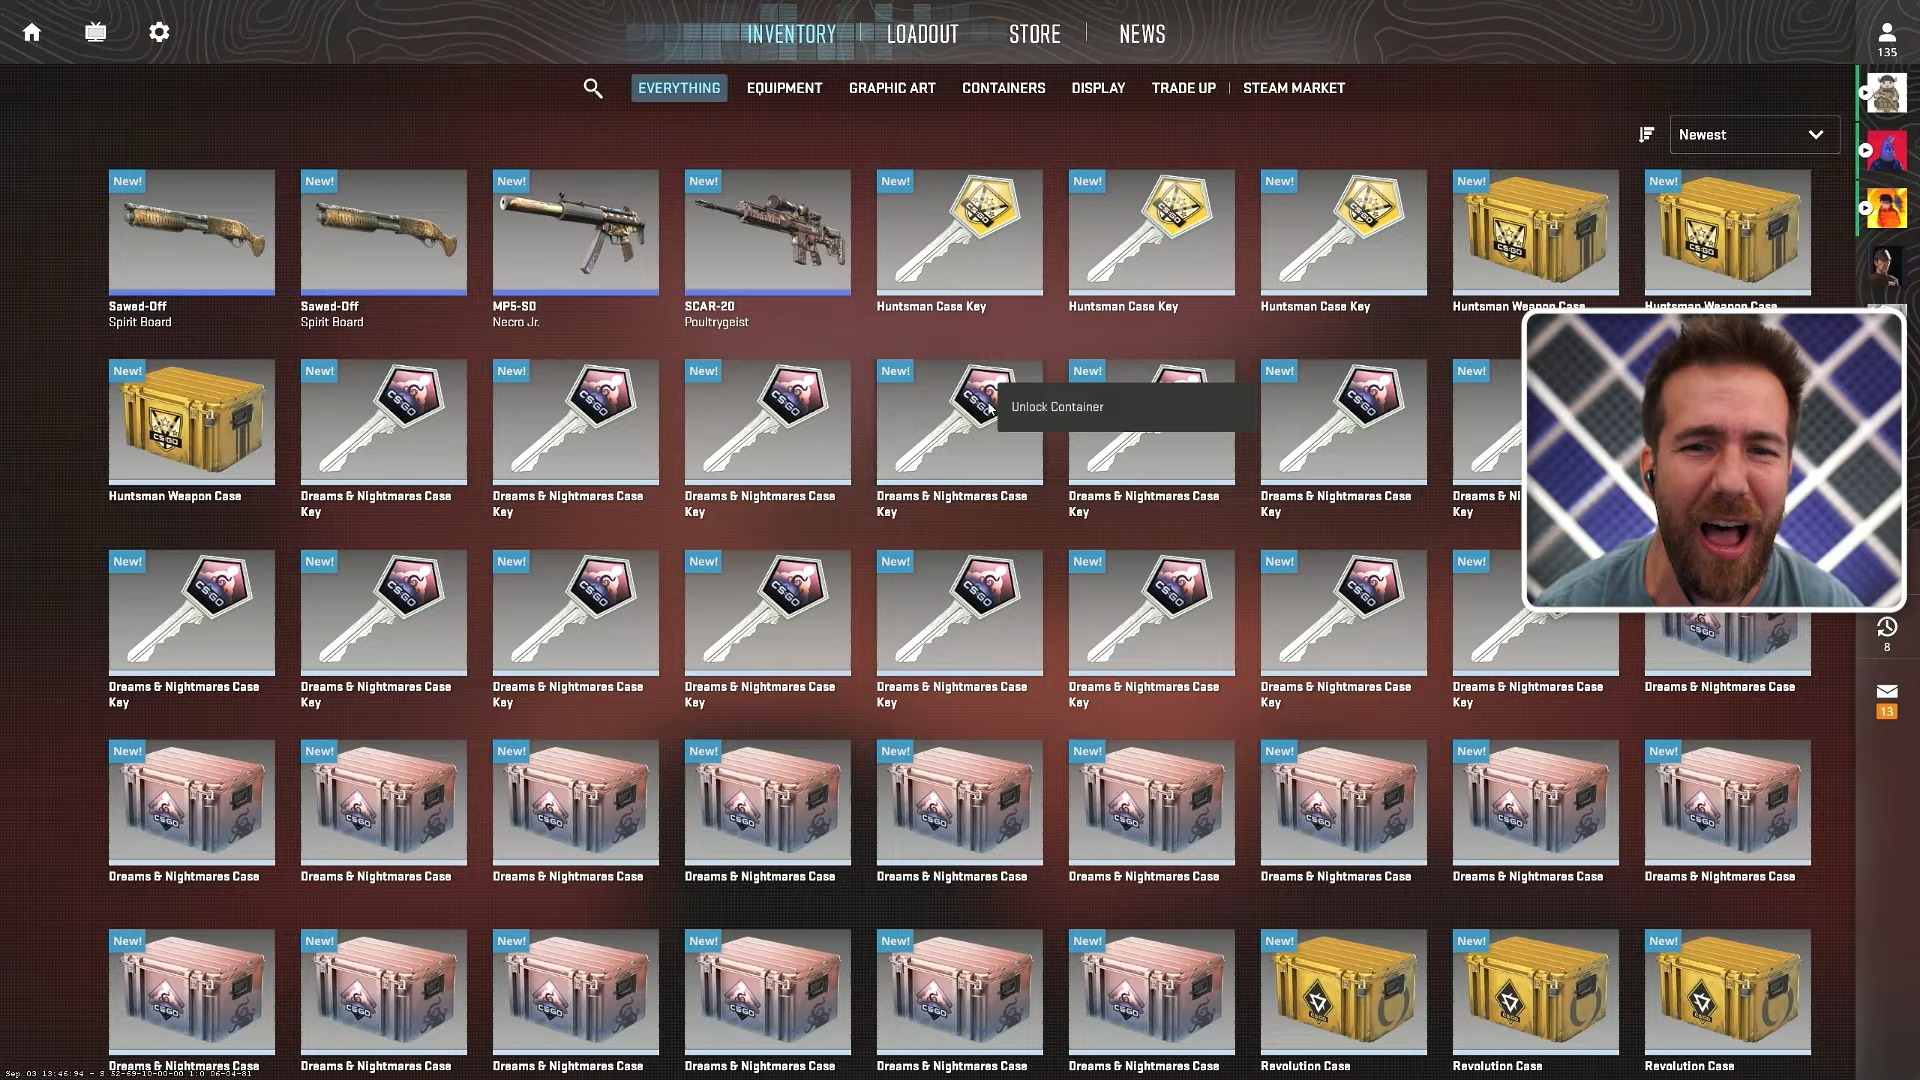 INVENTORY
LOADOUT
STORE
NEWS
135
EVERYTHING
EQUIPMENT
GRAPHIC ART
CONTAINERS
DISPLAY
TRADE UP
STEAM MARKET
Newest
New! New! New! New! New! New! New! New! New!
Sawed-Off Sawed-Off MP5-SD SCAR-20 Huntsman Case Key Huntsman Case Key Huntsman Case Key Huntsman Weapon Case Huntsman Weapon Case
Spirit Board Spirit Board Necro Jr. Poultrygeist
New! New! New! New! New! New! New! New!
Unlock Container
Huntsman Weapon Case Dreams & Nightmares Case Dreams & Nightmares Case Dreams & Nightmares Case Dreams & Nightmares Case Dreams & Nightmares Case Dreams & Nightmares Case Dreams & Ni
Key Key Key Key Key Key Key
New! New! New! New! New! New! New! New!
8
Dreams & Nightmares Case Dreams & Nightmares Case Dreams & Nightmares Case Dreams & Nightmares Case Dreams & Nightmares Case Dreams & Nightmares Case Dreams & Nightmares Case Dreams & Nightmares Case Dreams & Nightmares Case
Key Key Key Key Key Key Key Key
13
New! New! New! New! New! New! New! New! New!
Dreams & Nightmares Case Dreams & Nightmares Case Dreams & Nightmares Case Dreams & Nightmares Case Dreams & Nightmares Case Dreams & Nightmares Case Dreams & Nightmares Case Dreams & Nightmares Case Dreams & Nightmares Case
New! New! New! New! New! New! New! New! New!
Dreams & Nightmares Case Dreams & Nightmares Case Dreams & Nightmares Case Dreams & Nightmares Case Dreams & Nightmares Case Dreams & Nightmares Case Revolution Case Revolution Case Revolution Case